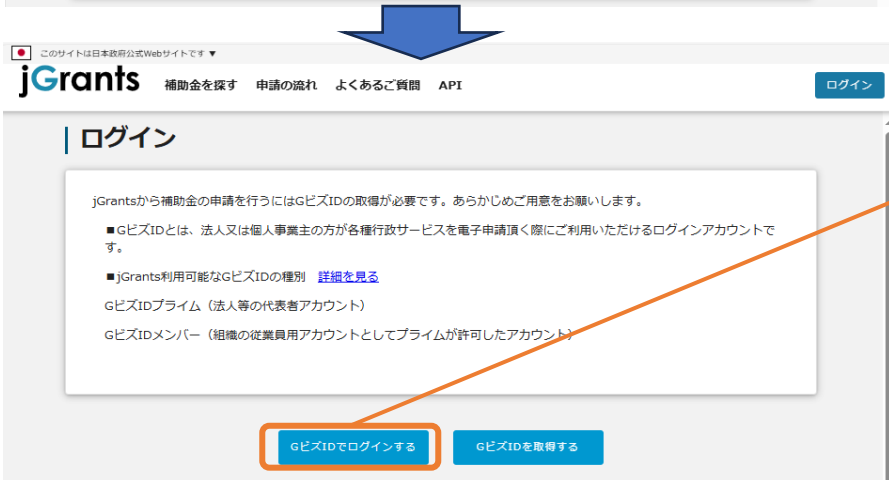 このサイトは日本政府公式Webサイトです ▼
jGrants 補助金を探す 申請の流れ よくあるご質問 API ログイン
ログイン
jGrantsから補助金の申請を行うにはGビズIDの取得が必要です。あらかじめご用意をお願いします。
■GビズIDとは、法人又は個人事業主の方が各種行政サービスを電子申請頂く際にご利用いただけるログインアカウントで
す。
■jGrants利用可能なGビズIDの種別 詳細を見る
GビズIDプライム（法人等の代表者アカウント）
GビズIDメンバー（組織の従業員用アカウントとしてプライムが許可したアカウント）
GビズIDでログインする GビズIDを取得する